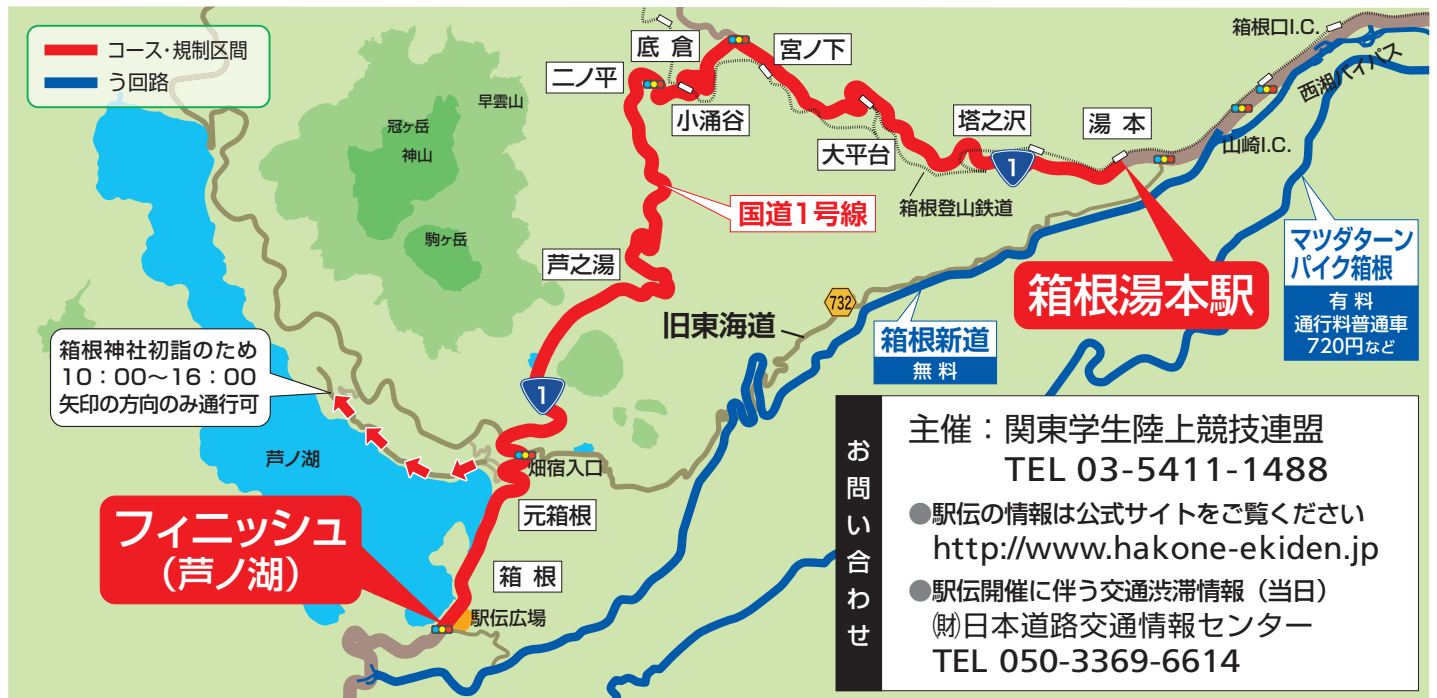 コース・規制区間
う回路
早雲山
冠ヶ岳
神山
駒ヶ岳
底倉
宮ノ下
二ノ平
小涌谷
大平台
塔之沢
湯本
箱根口I.C.
西湘バイパス
山崎I.C.
1
箱根登山鉄道
国道1号線
芦之湯
箱根湯本駅
マツダターン
パイク箱根
有料
通行料普通車
720円など
732
旧東海道
箱根新道
無料
箱根神社初詣のため
10：00〜16：00
矢印の方向のみ通行可
1
芦ノ湖
畑宿入口
元箱根
フィニッシュ
（芦ノ湖）
箱根
駅伝広場
お問い合わせ
主催：関東学生陸上競技連盟
TEL 03-5411-1488
●駅伝の情報は公式サイトをご覧ください
http://www.hakone-ekiden.jp
●駅伝開催に伴う交通渋滞情報（当日）
㈶日本道路交通情報センター
TEL 050-3369-6614